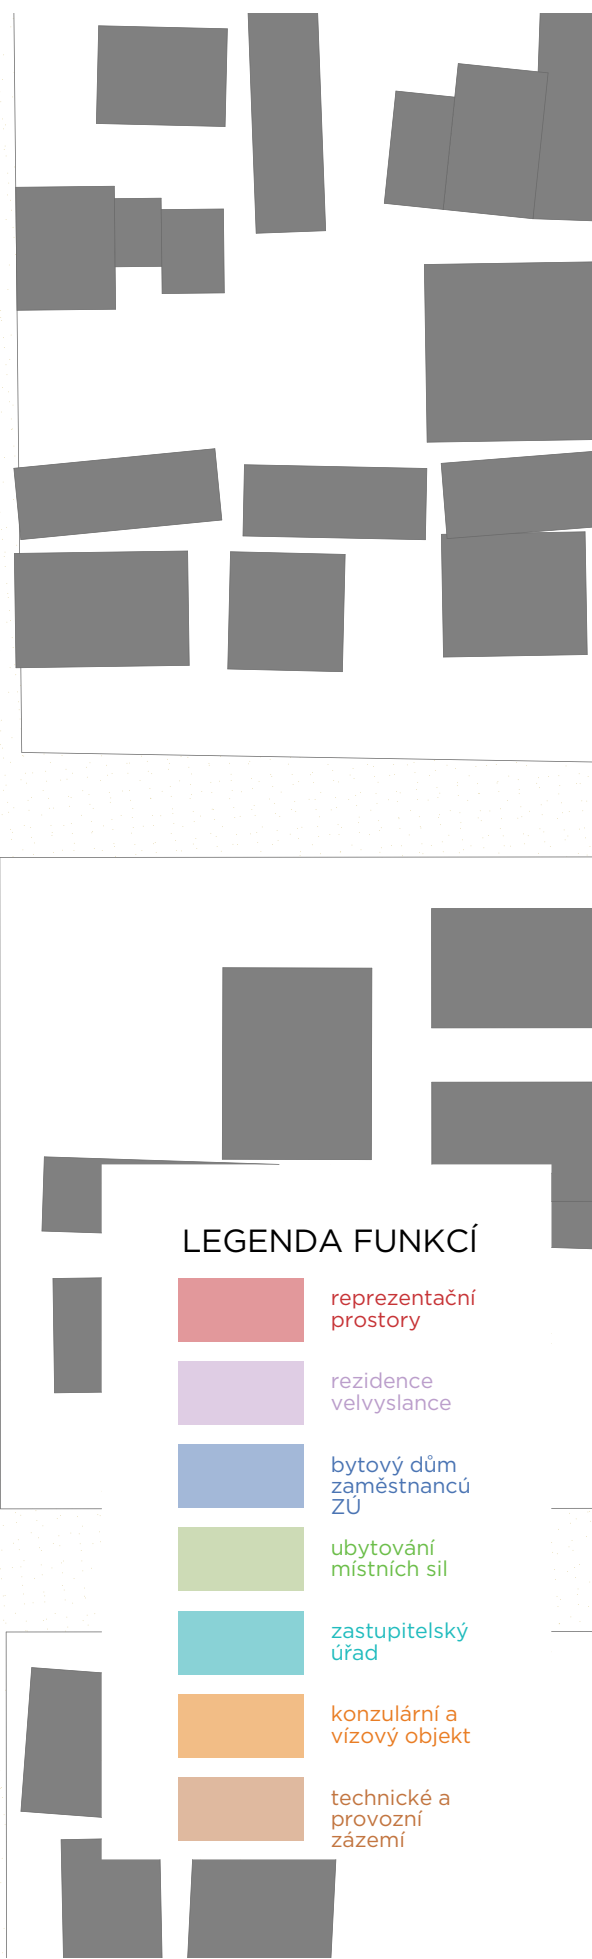 LEGENDA FUNKCÍ
reprezentační
prostory
rezidence
velvyslance
bytový dům
zaměstnancú
ZÚ
ubytování
místních sil
zastupitelský
úřad
konzulární a
vízový objekt
technické a
provozní
zázemí